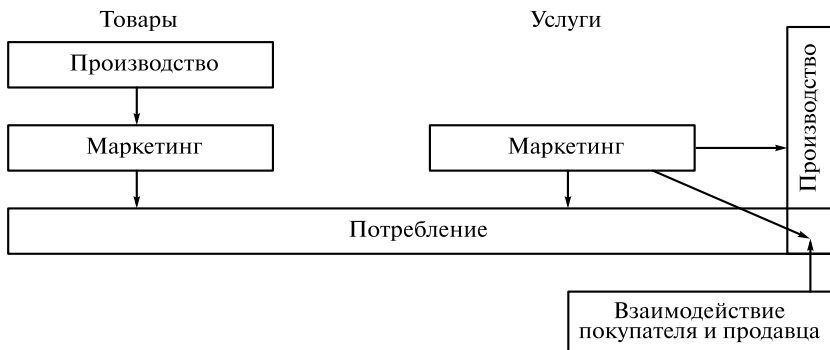 Товары
Услуги
Производство
Маркетинг
Маркетинг
Производство
Потребление
Взаимодействие
покупателя и продавца